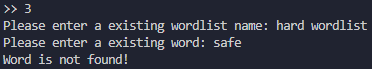 >> 3
Please enter a existing wordlist name: hard wordlist
Please enter a existing word: safe
Word is not found!